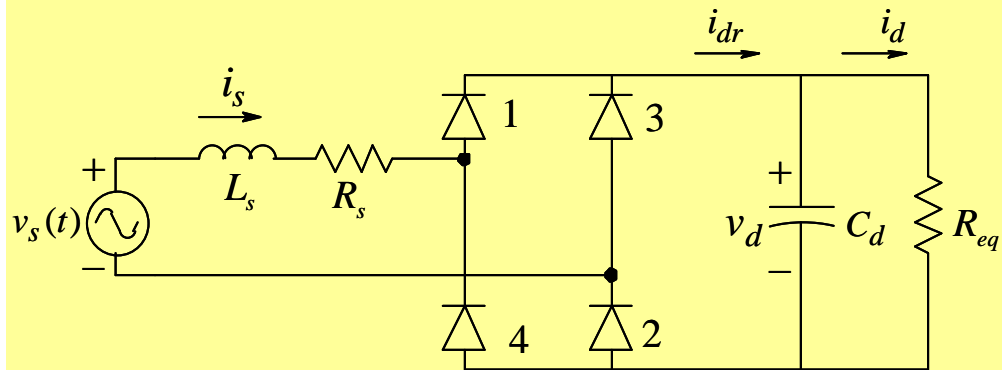 i_dr i_d
i_s
1 3
+ L_s R_s + 
v_s(t) v_d C_d R_eq
− −
4 2